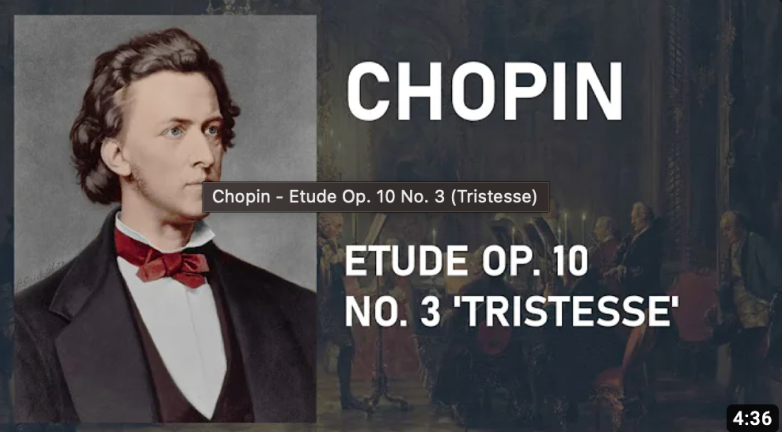 CHOPIN
Chopin - Etude Op. 10 No. 3 (Tristesse)
ETUDE OP. 10
NO. 3 'TRISTESSE'
4:36